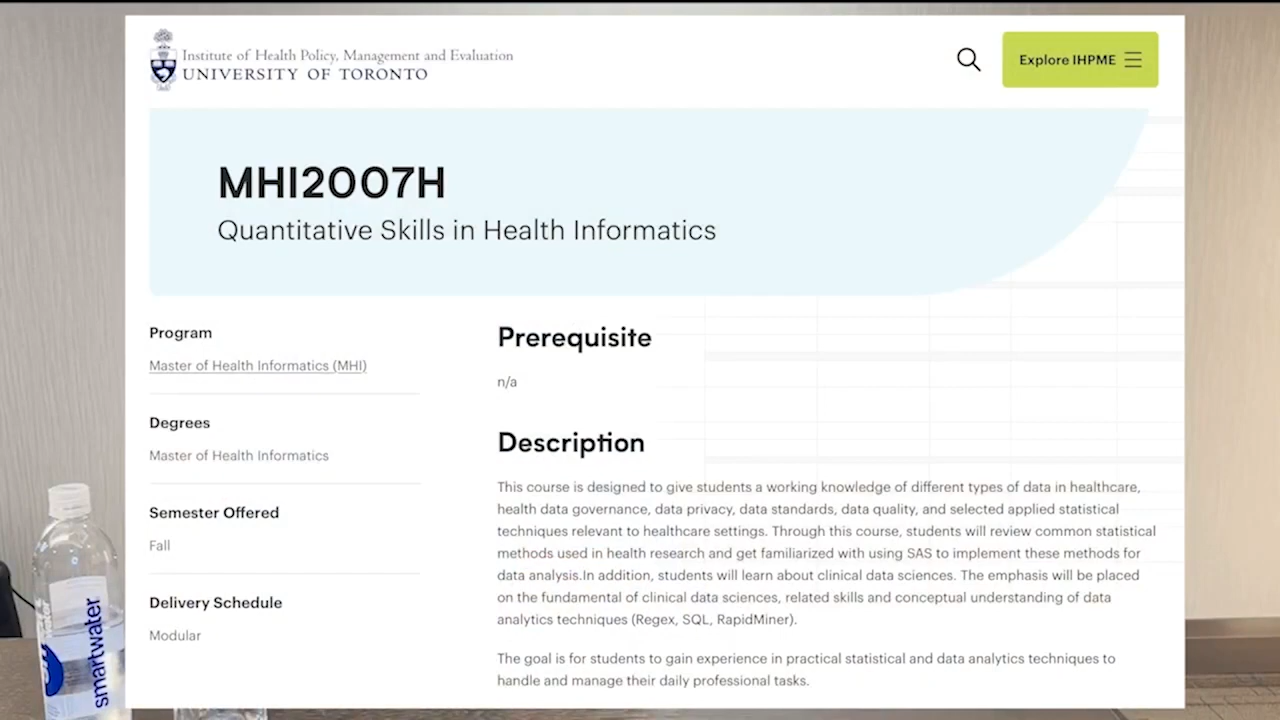 Institute of Health Policy, Management and Evaluation
UNIVERSITY OF TORONTO
Explore IHPME
MHI2007H
Quantitative Skills in Health Informatics
Program
Master of Health Informatics (MHI)
Degrees
Master of Health Informatics
Semester Offered
Fall
Delivery Schedule
Modular
Prerequisite
n/a
Description
This course is designed to give students a working knowledge of different types of data in healthcare,
health data governance, data privacy, data standards, data quality, and selected applied statistical
techniques relevant to healthcare settings. Through this course, students will review common statistical
methods used in health research and get familiarized with using SAS to implement these methods for
data analysis.In addition, students will learn about clinical data sciences. The emphasis will be placed
on the fundamental of clinical data sciences, related skills and conceptual understanding of data
analytics techniques (Regex, SQL, RapidMiner).
The goal is for students to gain experience in practical statistical and data analytics techniques to
handle and manage their daily professional tasks.
smartwater